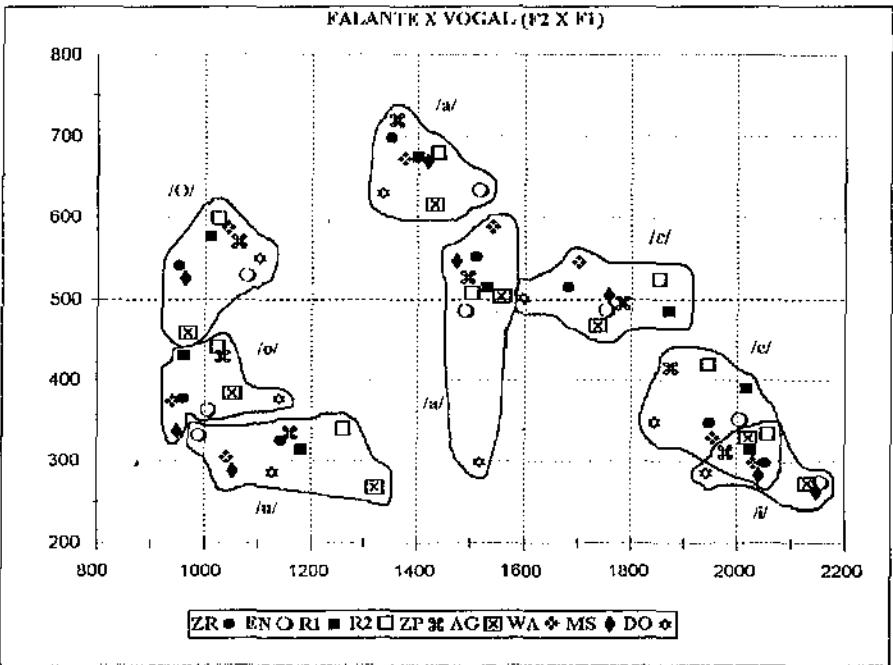 FALANTE X VOGAL (F2 X F1)
800
700
600
500
400
300
200
/a/
/O/
/e/
/o/
/e/
/a/
/u/
/i/
800 1000 1200 1400 1600 1800 2000 2200
ZR EN R1 R2 ZP AG WA MS DO